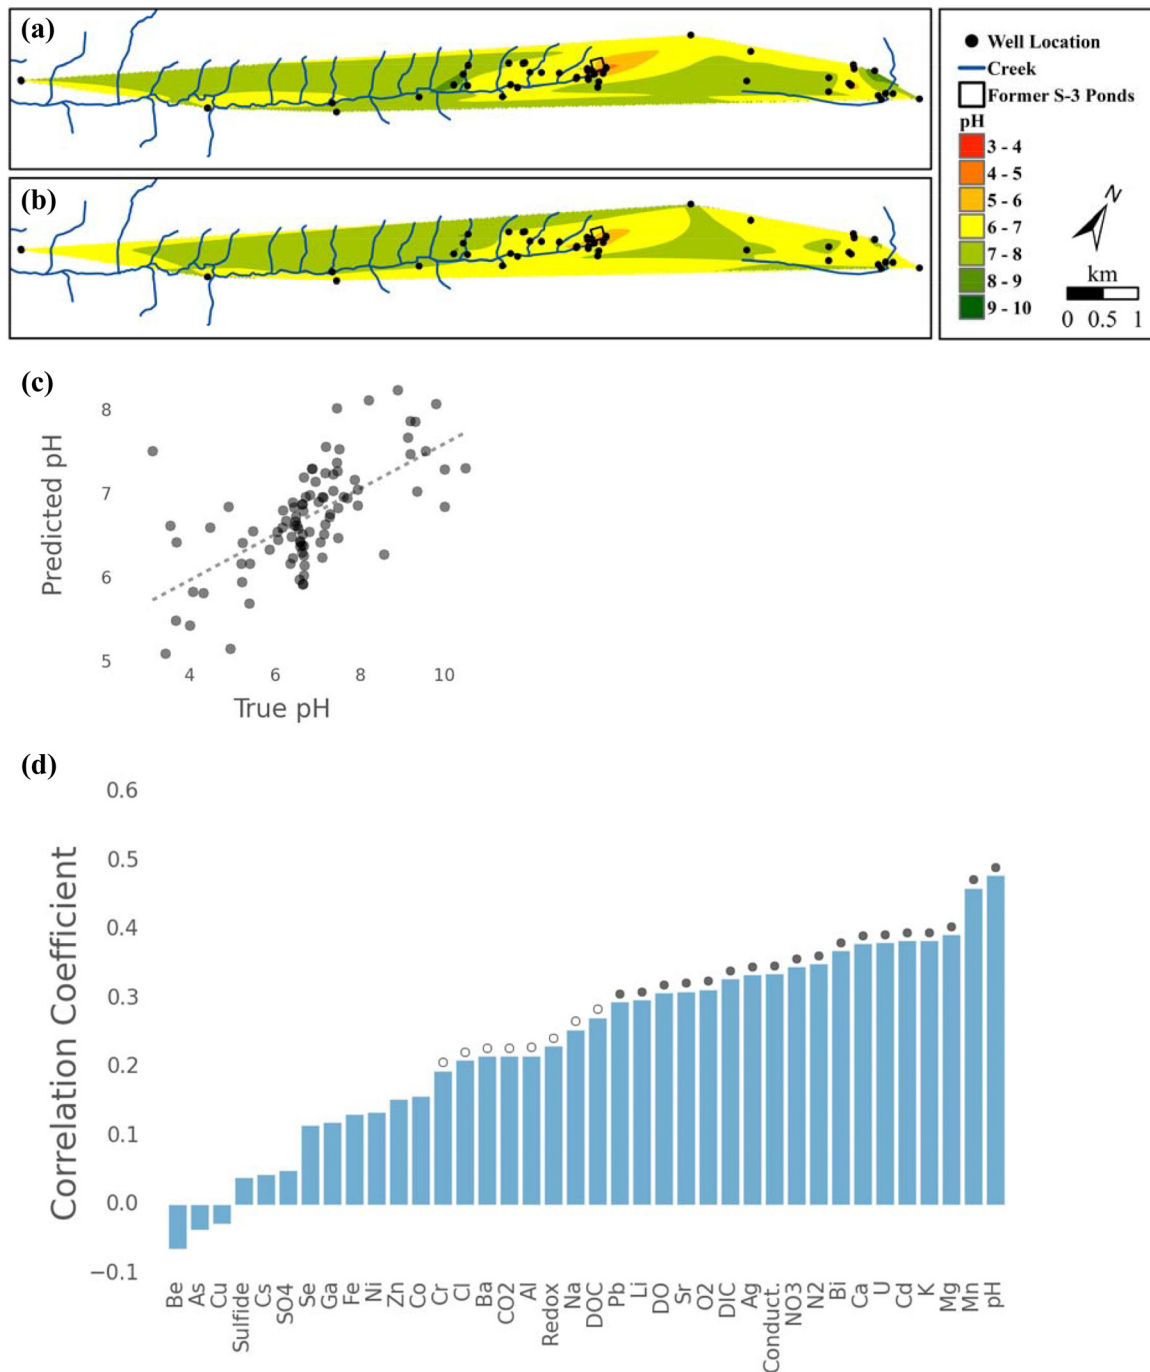 (a)
Well Location
Creek
Former S-3 Ponds
pH
3 - 4
4 - 5
5 - 6
6 - 7
7 - 8
8 - 9
9 - 10
N
km
0 0.5 1
(b)
(c)
Predicted pH
8
7
6
5
4 6 8 10
True pH
(d)
Correlation Coefficient
0.6
0.5
0.4
0.3
0.2
0.1
0.0
−0.1
Be As Cu Sulfide Cs SO4 Se Ga Fe Ni Zn Co Cr Cl Ba CO2 Al Redox Na DOC Pb Li DO Sr O2 DIC Ag Conduct. NO3 N2 Bi Ca U Cd K Mg Mn pH